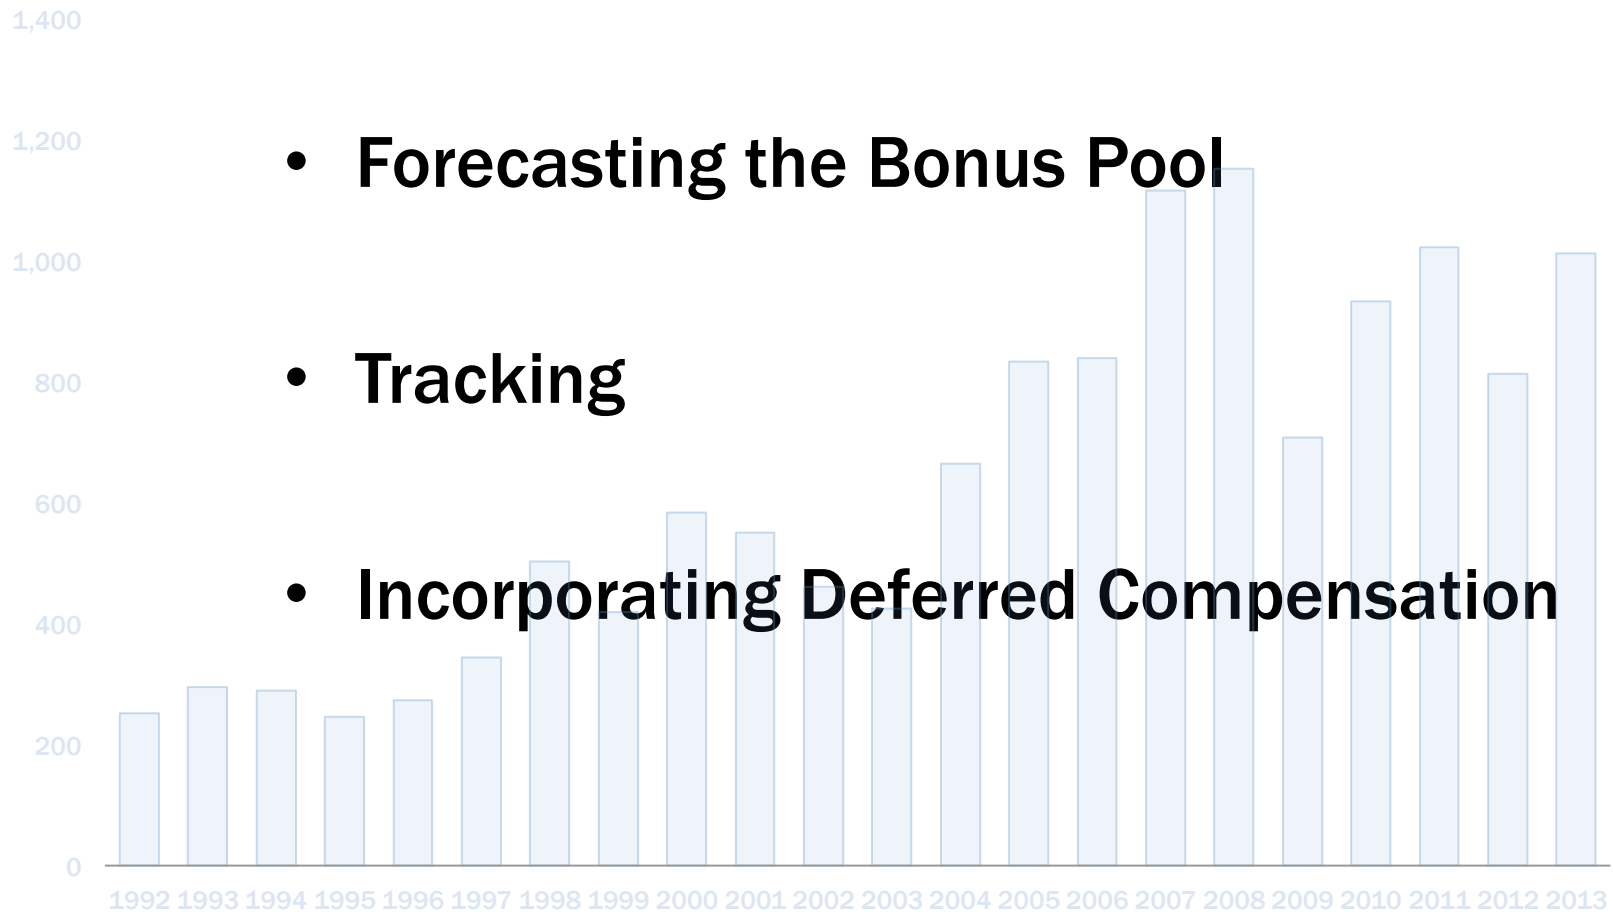 1,400
1,200
• Forecasting the Bonus Pool
1,000
• Tracking
800
600
• Incorporating Deferred Compensation
400
200
0
1992 1993 1994 1995 1996 1997 1998 1999 2000 2001 2002 2003 2004 2005 2006 2007 2008 2009 2010 2011 2012 2013